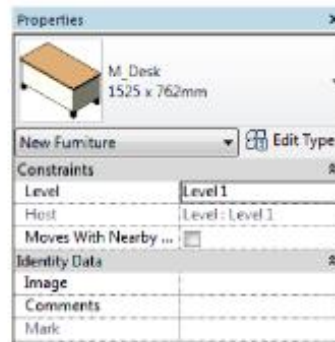 Properties
M_Desk
1525 x 762mm
New Furniture Edit Type
Constraints
Level Level 1
Host Level : Level 1
Moves With Nearby ...
Identity Data
Image
Comments
Mark